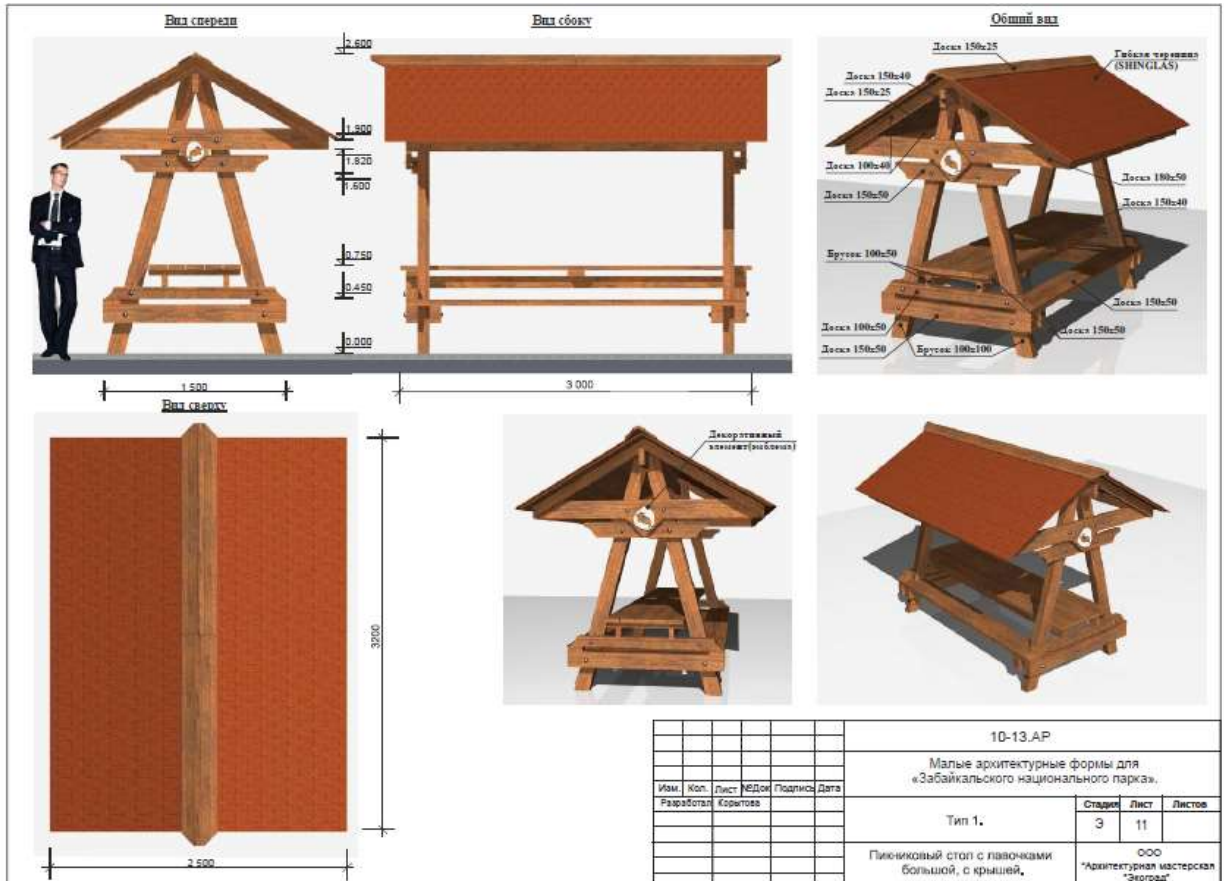 Вид спереди
Вид сбоку
Общий вид
2.600
1.900
1.820
1.600
0.750
0.450
0.000
1 500
3 000
Доска 150x25
Гибкая черепица
(SHINGLAS)
Доска 150x40
Доска 150x25
Доска 100x40
Доска 150x50
Доска 180x50
Доска 150x40
Брусок 100x50
Доска 150x50
Доска 100x50
Доска 150x50
Доска 150x50
Брусок 100x100
Вид сверху
3200
2 500
Декоративный
элемент(эмблема)
10-13.АР
Малые архитектурные формы для
«Забайкальского национального парка».
Изм. Кол. Лист №Док Подпись Дата
Разработал Корытова
Тип 1.
Стадия Лист Листов
Э 11
Пикниковый стол с лавочками
большой, с крышей.
ООО
"Архитектурная мастерская
"Экоград"